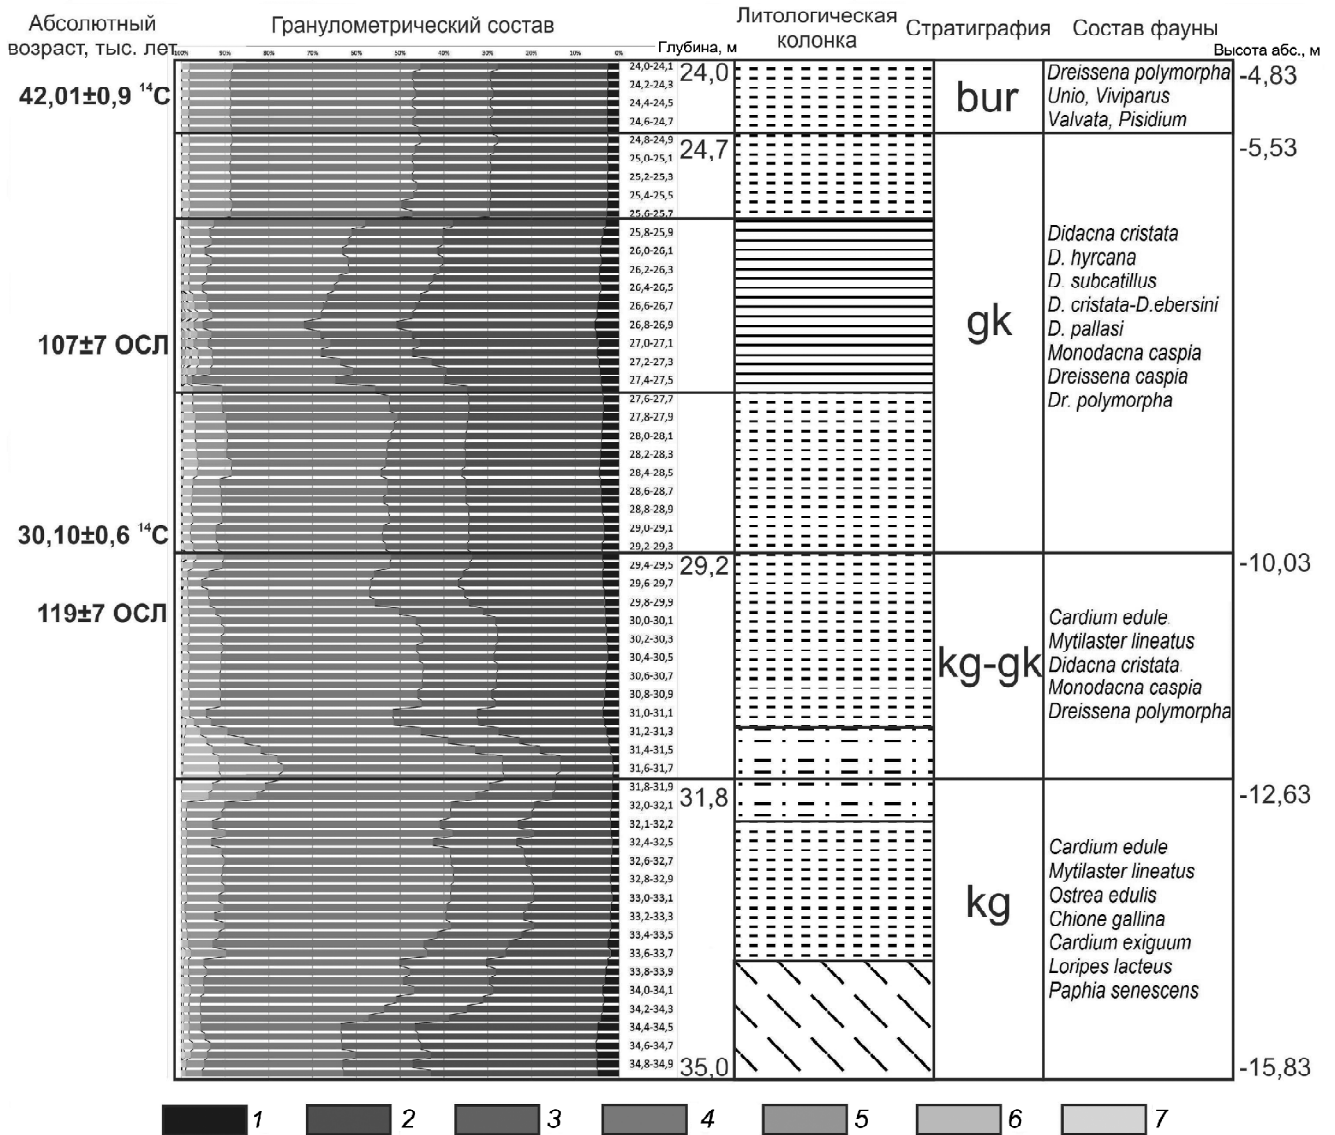 Абсолютный
возраст, тыс. лет
Гранулометрический состав
Глубина, м
Литологическая
колонка
Стратиграфия
Состав фауны
Высота абс., м
100% 90% 80% 70% 60% 50% 40% 30% 20% 10% 0%
42,01±0,9 ¹⁴С
107±7 ОСЛ
30,10±0,6 ¹⁴С
119±7 ОСЛ
24,0-24,1
24,2-24,3
24,4-24,5
24,6-24,7
24,8-24,9
25,0-25,1
25,2-25,3
25,4-25,5
25,6-25,7
25,8-25,9
26,0-26,1
26,2-26,3
26,4-26,5
26,6-26,7
26,8-26,9
27,0-27,1
27,2-27,3
27,4-27,5
27,6-27,7
27,8-27,9
28,0-28,1
28,2-28,3
28,4-28,5
28,6-28,7
28,8-28,9
29,0-29,1
29,2-29,3
29,4-29,5
29,6-29,7
29,8-29,9
30,0-30,1
30,2-30,3
30,4-30,5
30,6-30,7
30,8-30,9
31,0-31,1
31,2-31,3
31,4-31,5
31,6-31,7
31,8-31,9
32,0-32,1
32,1-32,2
32,4-32,5
32,6-32,7
32,8-32,9
33,0-33,1
33,2-33,3
33,4-33,5
33,6-33,7
33,8-33,9
34,0-34,1
34,2-34,3
34,4-34,5
34,6-34,7
34,8-34,9
24,0
24,7
29,2
31,8
35,0
bur
gk
kg-gk
kg
Dreissena polymorpha
Unio, Viviparus
Valvata, Pisidium
Didacna cristata
D. hyrcana
D. subcatillus
D. cristata-D.ebersini
D. pallasi
Monodacna caspia
Dreissena caspia
Dr. polymorpha
Cardium edule
Mytilaster lineatus
Didacna cristata
Monodacna caspia
Dreissena polymorpha
Cardium edule
Mytilaster lineatus
Ostrea edulis
Chione gallina
Cardium exiguum
Loripes lacteus
Paphia senescens
-4,83
-5,53
-10,03
-12,63
-15,83
1 2 3 4 5 6 7